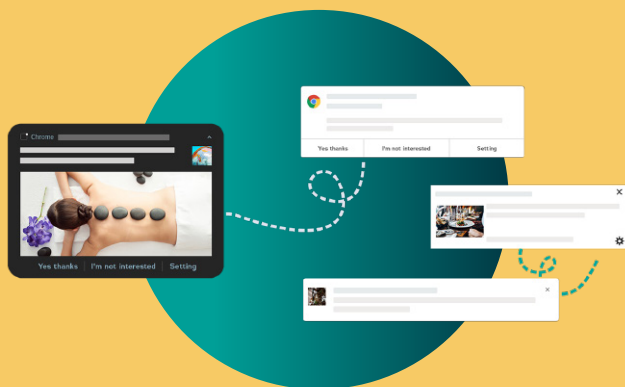 Chrome
Yes thanks I'm not interested Setting
Yes thanks I'm not interested Setting